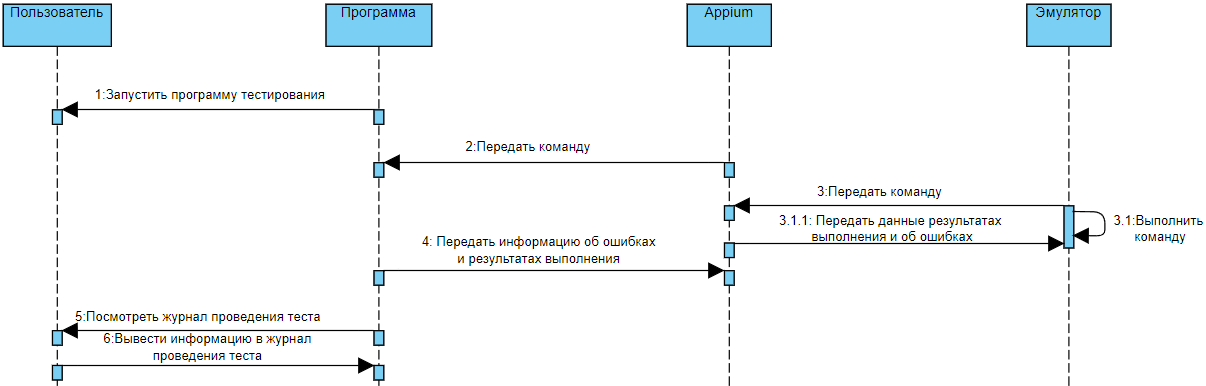 Пользователь
Программа
Appium
Эмулятор
1:Запустить программу тестирования
2:Передать команду
3:Передать команду
3.1.1: Передать данные результатах
выполнения и об ошибках
3.1:Выполнить
команду
4: Передать информацию об ошибках
и результатах выполнения
5:Посмотреть журнал проведения теста
6:Вывести информацию в журнал
проведения теста